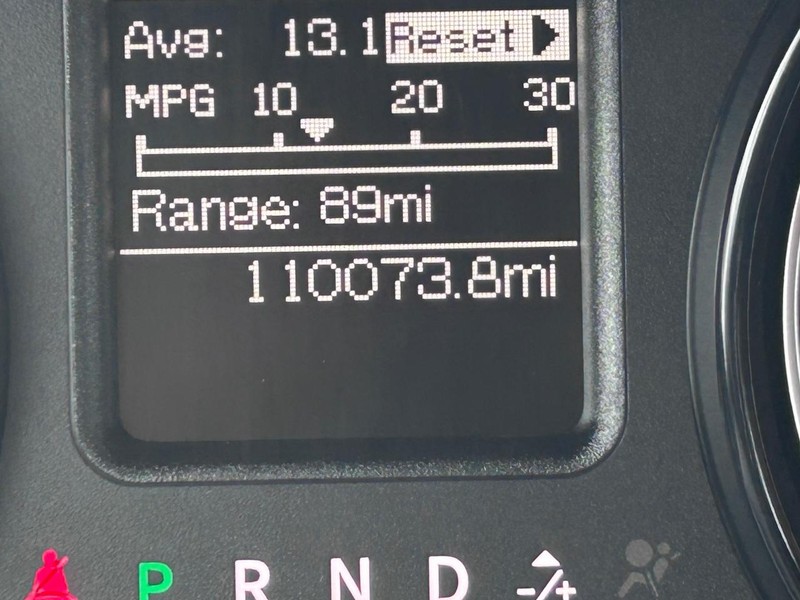 Avg: 13.1 Reset
MPG 10 20 30
Range: 89mi
110073.8mi
P R N D -/+